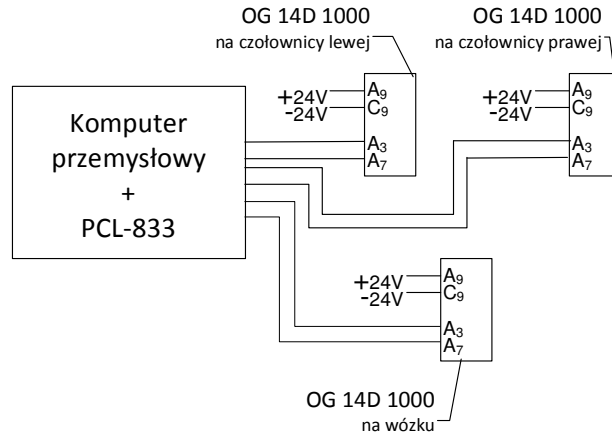 OG 14D 1000
na czołownicy lewej
OG 14D 1000
na czołownicy prawej
Komputer
przemysłowy
+
PCL-833
+24V
-24V
A9
C9
A3
A7
+24V
-24V
A9
C9
A3
A7
+24V
-24V
A9
C9
A3
A7
OG 14D 1000
na wózku